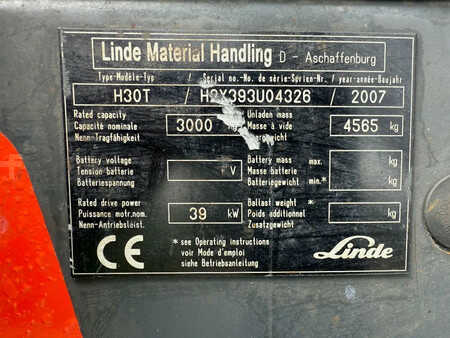 Linde Material Handling D - Aschaffenburg
Type-Modèle-Typ / Serial no.-No. de série-Serien-Nr. / year-année-Baujahr
H30T / H2X393U04326 / 2007
Rated capacity
Capacité nominale 3000
Nenn-Tragfähigkeit
Unladen mass
Masse à vide 4565 kg
Battery voltage
Tension batterie V
Batteriespannung
Battery mass max. kg
Masse batterie
Batteriegewicht min.* kg
Rated drive power
Puissance motr.nom. 39 kW
Nenn-Antriebsleist.
Ballast weight *
Poids additionnel kg
Zusatzgewicht
CE
* see Operating instructions
voir Mode d'emploi
siehe Betriebsanleitung
Linde